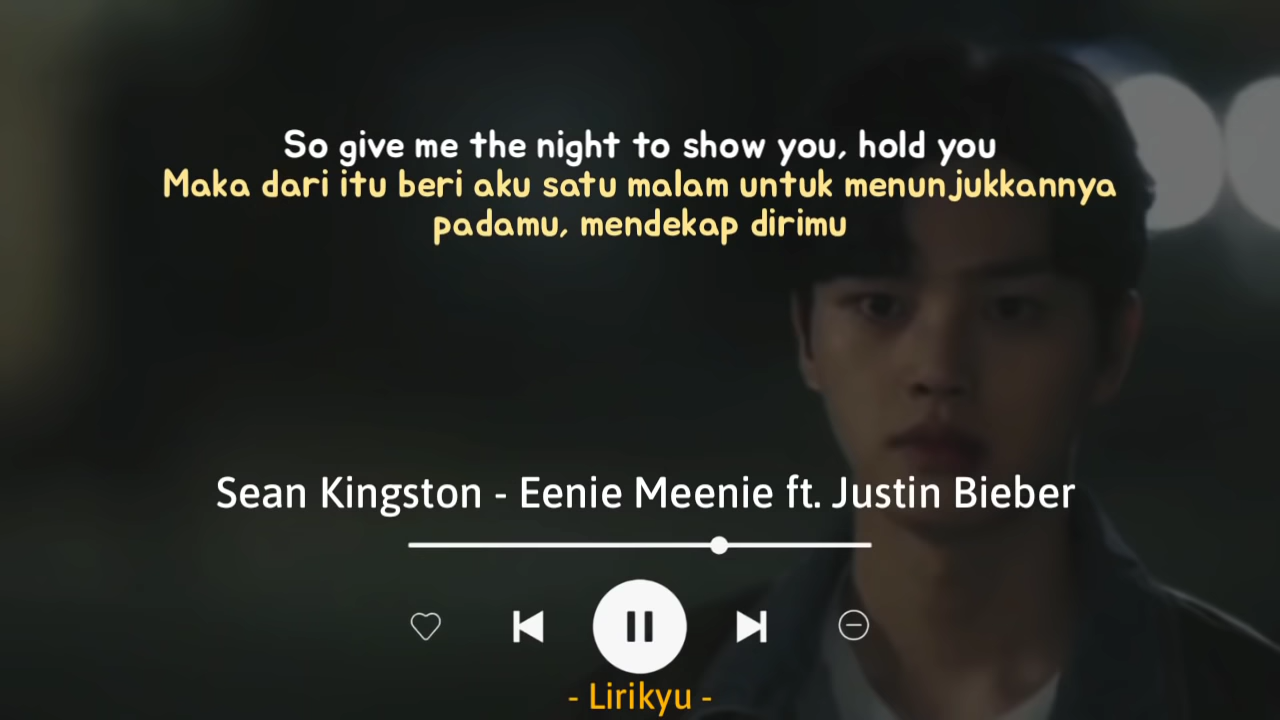 So give me the night to show you, hold you
Maka dari itu beri aku satu malam untuk menunjukkannya
padamu, mendekap dirimu
Sean Kingston - Eenie Meenie ft. Justin Bieber
- Lirikyu -